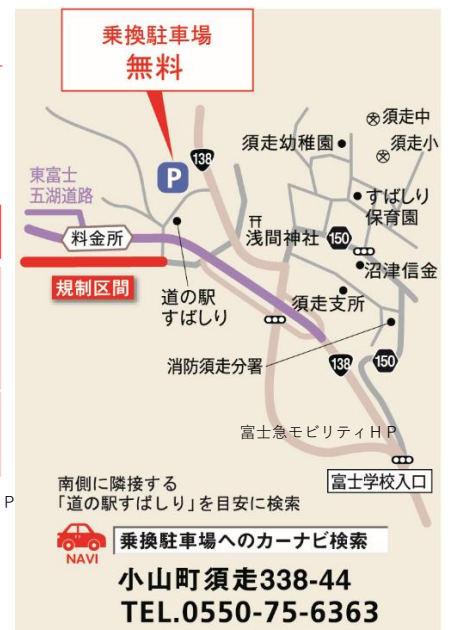 乗換駐車場
無料
⊗須走中
須走幼稚園
須走小
138
P
東富士
五湖道路
すばしり
保育園
料金所
浅間神社
150
沼津信金
規制区間
道の駅
すばしり
須走支所
消防須走分署
138
150
富士急モビリティＨＰ
富士学校入口
南側に隣接する
「道の駅すばしり」を目安に検索
P
NAVI
乗換駐車場へのカーナビ検索
小山町須走338-44
TEL.0550-75-6363